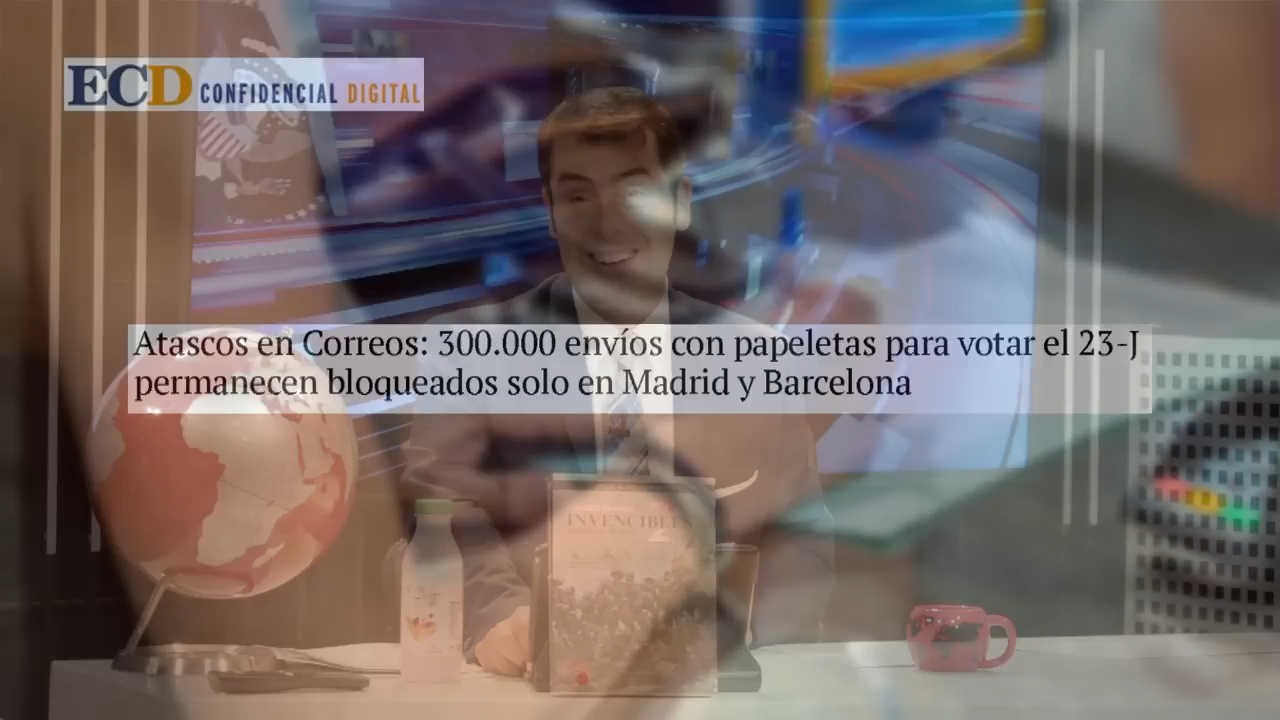 ECD CONFIDENCIAL DIGITAL
Atascos en Correos: 300.000 envíos con papeletas para votar el 23-J
permanecen bloqueados solo en Madrid y Barcelona
INVENCIBLES
2